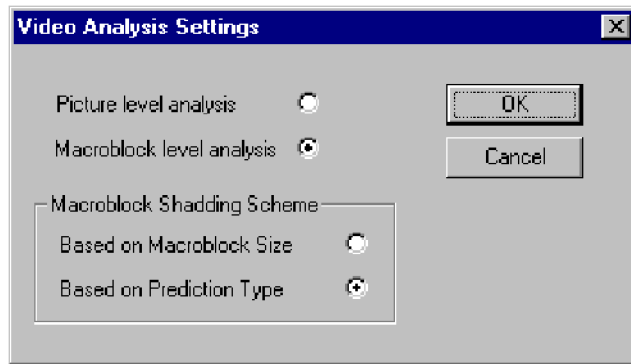 Video Analysis Settings
Picture level analysis
OK
Macroblock level analysis
Cancel
Macroblock Shadding Scheme
Based on Macroblock Size
Based on Prediction Type